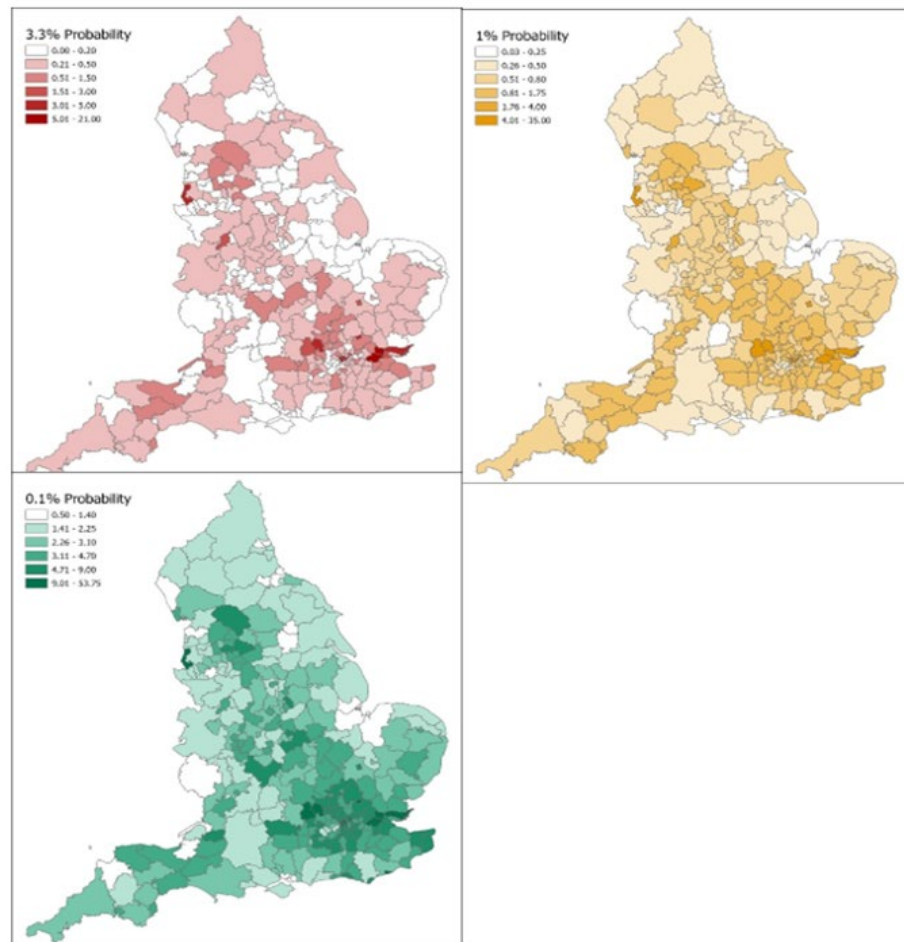 3.3% Probability
0.00 - 0.20
0.21 - 0.50
0.51 - 1.50
1.51 - 3.00
3.01 - 5.00
5.01 - 21.00
1% Probability
0.03 - 0.25
0.26 - 0.50
0.51 - 0.80
0.81 - 1.75
1.76 - 4.00
4.01 - 35.00
0.1% Probability
0.50 - 1.40
1.41 - 2.25
2.26 - 3.10
3.11 - 4.70
4.71 - 9.00
9.01 - 53.75